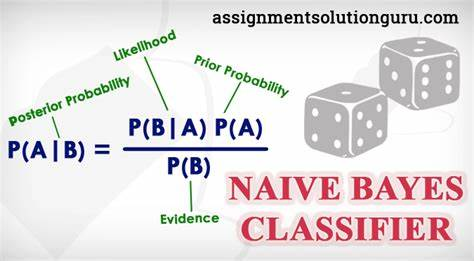 assignmentsolutionguru.com
Likelihood
Prior Probability
Posterior Probability
P(A|B) = P(B|A) P(A)
P(B)
Evidence
NAIVE BAYES
CLASSIFIER